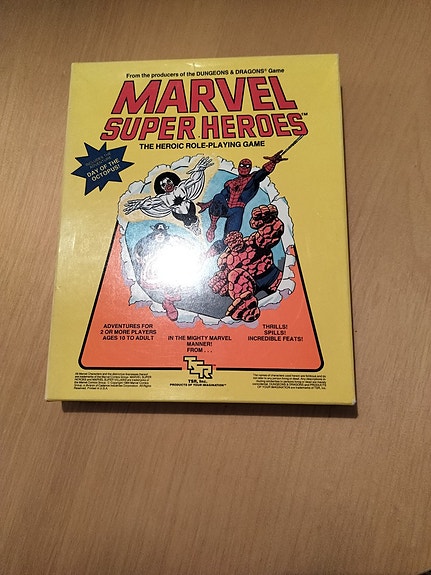 From the producers of the DUNGEONS & DRAGONS® Game
MARVEL
SUPER HEROES™
THE HEROIC ROLE-PLAYING GAME
DAY OF THE
OCTOPUS!
ADVENTURES FOR
2 OR MORE PLAYERS
AGES 10 TO ADULT
IN THE MIGHTY MARVEL
MANNER!
FROM . . .
THRILLS!
SPILLS!
INCREDIBLE FEATS!
TSR
TSR, Inc.
PRODUCTS OF YOUR IMAGINATION™